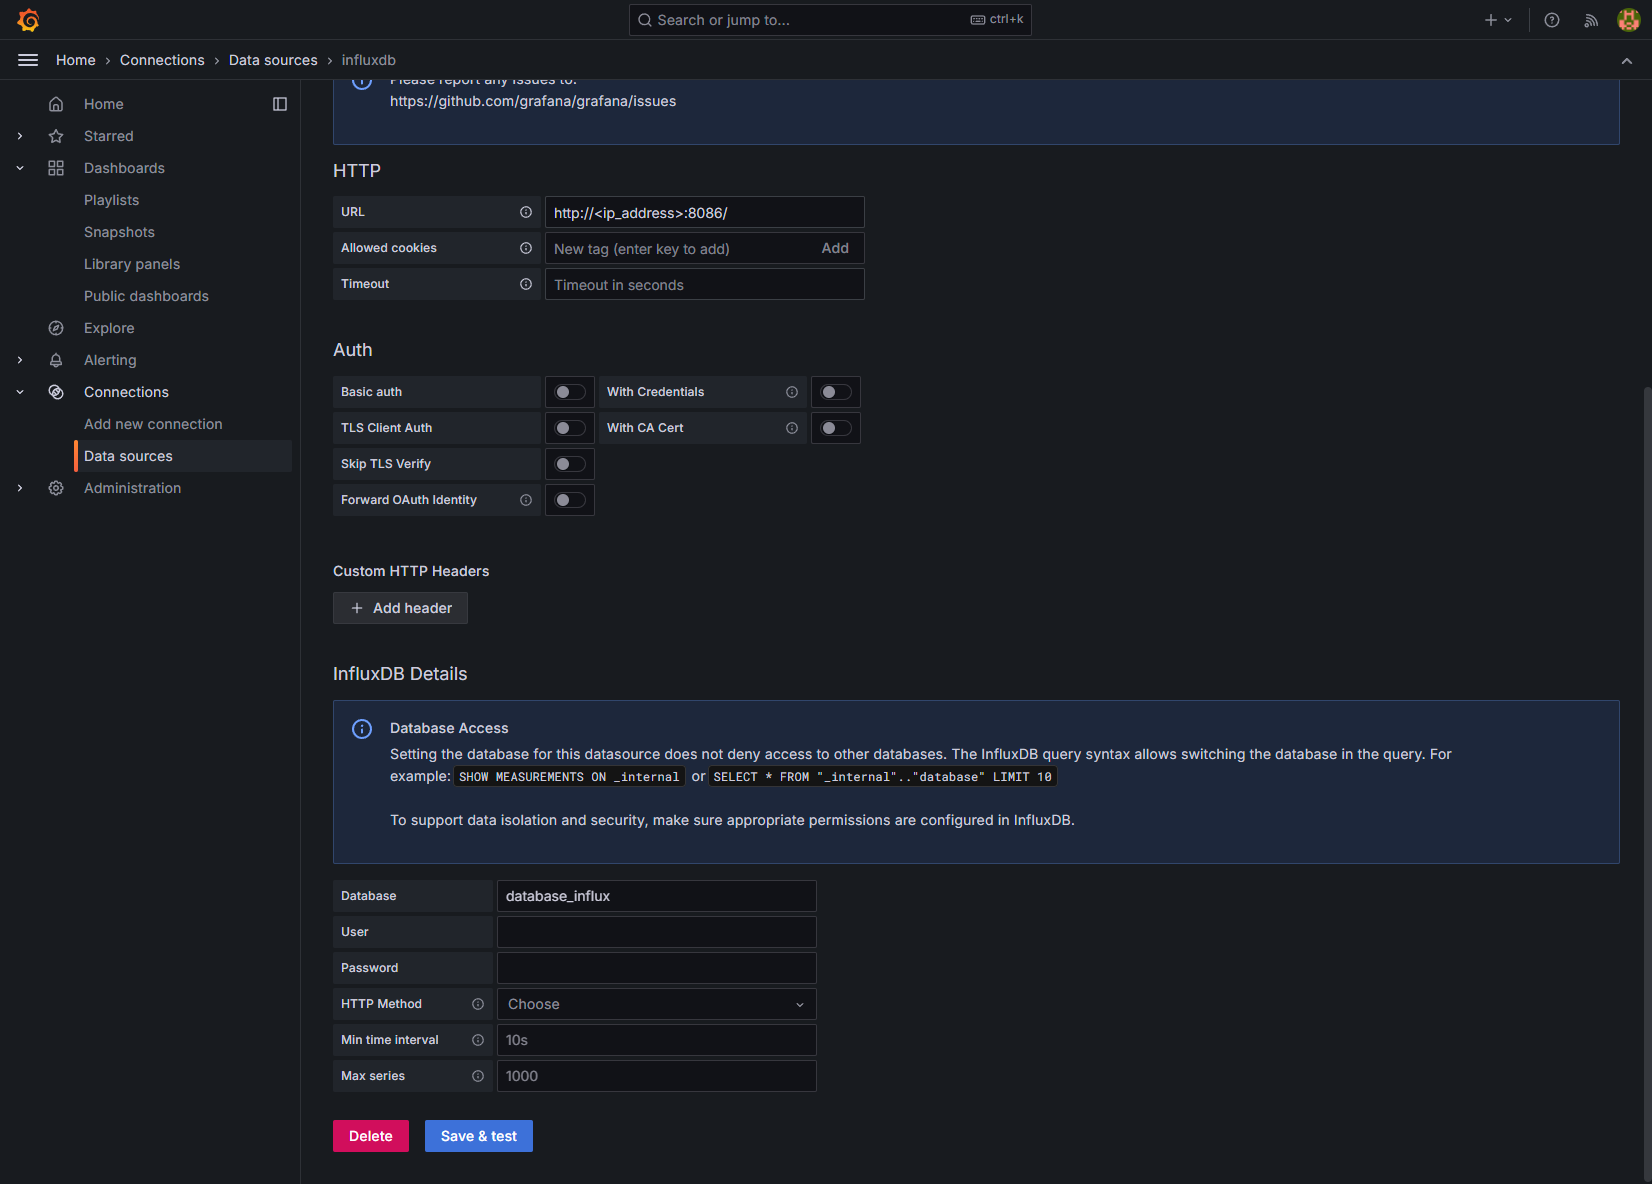 Search or jump to...
ctrl+k
Home
Connections
Data sources
influxdb
Home
Starred
Dashboards
Playlists
Snapshots
Library panels
Public dashboards
Explore
Alerting
Connections
Add new connection
Data sources
Administration
Please report any issues to:
https://github.com/grafana/grafana/issues
HTTP
URL
http://<ip_address>:8086/
Allowed cookies
New tag (enter key to add)
Add
Timeout
Timeout in seconds
Auth
Basic auth
With Credentials
TLS Client Auth
With CA Cert
Skip TLS Verify
Forward OAuth Identity
Custom HTTP Headers
Add header
InfluxDB Details
Database Access
Setting the database for this datasource does not deny access to other databases. The InfluxDB query syntax allows switching the database in the query. For
example: SHOW MEASUREMENTS ON _internal or SELECT * FROM "_internal".."database" LIMIT 10
To support data isolation and security, make sure appropriate permissions are configured in InfluxDB.
Database
database_influx
User
Password
HTTP Method
Choose
Min time interval
10s
Max series
1000
Delete
Save & test